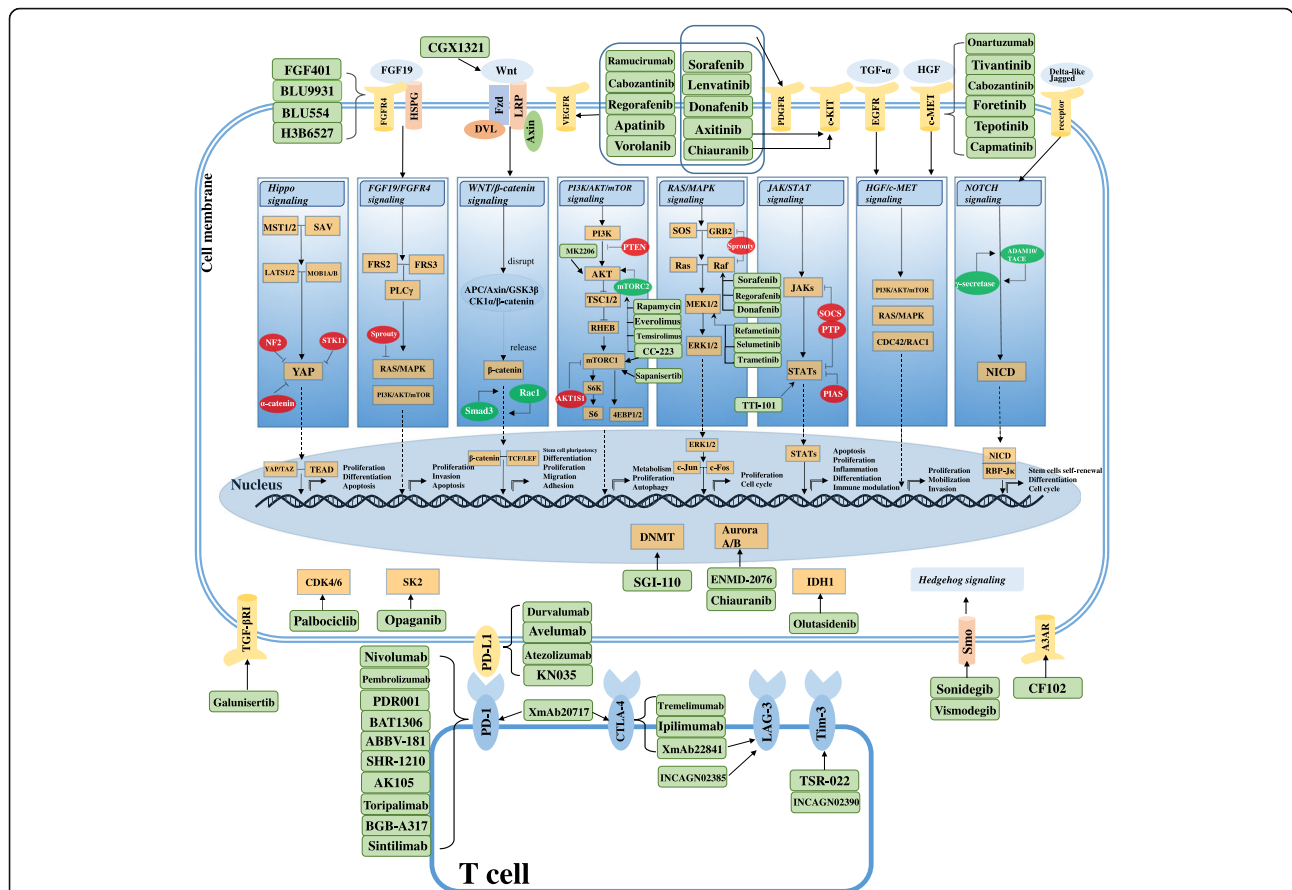 Cell membrane
CGX1321
FGF401
BLU9931
BLU554
H3B6527
FGF19
FGFR4
HSPG
Wnt
Fzd
LRP
DVL
Axin
VEGFR
Ramucirumab
Cabozantinib
Regorafenib
Apatinib
Vorolanib
Sorafenib
Lenvatinib
Donafenib
Axitinib
Chiauranib
PDGFR
c-KIT
TGF-α
EGFR
HGF
c-MET
Onartuzumab
Tivantinib
Cabozantinib
Foretinib
Tepotinib
Capmatinib
Delta-like
Jagged
receptor
Hippo
signaling
MST1/2
SAV
LATS1/2
MOB1A/B
NF2
STK11
YAP
α-catenin
FGF19/FGFR4
signaling
FRS2
FRS3
PLCγ
Sprouty
RAS/MAPK
PI3K/AKT/mTOR
WNT/β-catenin
signaling
disrupt
APC/Axin/GSK3β
CK1α/β-catenin
release
β-catenin
Smad3
Rac1
PI3K/AKT/mTOR
signaling
PI3K
PTEN
MK2206
AKT
mTORC2
TSC1/2
Rapamycin
Everolimus
Temsirolimus
CC-223
RHEB
mTORC1
Sapanisertib
AKT1S1
S6K
S6
4EBP1/2
RAS/MAPK
signaling
SOS
GRB2
Sprouty
Ras
Raf
Sorafenib
Regorafenib
Donafenib
MEK1/2
Refametinib
Selumetinib
Trametinib
ERK1/2
JAK/STAT
signaling
JAKs
SOCS
PTP
STATs
PIAS
TTI-101
HGF/c-MET
signaling
PI3K/AKT/mTOR
RAS/MAPK
CDC42/RAC1
NOTCH
signaling
ADAM10/
TACE
γ-secretase
NICD
Nucleus
YAP/TAZ
TEAD
Proliferation
Differentiation
Apoptosis
Proliferation
Invasion
Apoptosis
β-catenin
TCF/LEF
Stem cell pluripotency
Differentiation
Proliferation
Migration
Adhesion
Metabolism
Proliferation
Autophagy
ERK1/2
c-Jun
c-Fos
Proliferation
Cell cycle
STATs
Apoptosis
Proliferation
Inflammation
Differentiation
Immune modulation
Proliferation
Mobilization
Invasion
NICD
RBP-Jκ
Stem cells self-renewal
Differentiation
Cell cycle
DNMT
SGI-110
Aurora
A/B
ENMD-2076
Chiauranib
CDK4/6
Palbociclib
SK2
Opaganib
IDH1
Olutasidenib
Hedgehog signaling
Smo
Sonidegib
Vismodegib
A3AR
CF102
TGF-βRI
Galunisertib
PD-L1
Durvalumab
Avelumab
Atezolizumab
KN035
Nivolumab
Pembrolizumab
PDR001
BAT1306
ABBV-181
SHR-1210
AK105
Toripalimab
BGB-A317
Sintilimab
PD-1
XmAb20717
CTLA-4
Tremelimumab
Ipilimumab
XmAb22841
INCAGN02385
LAG-3
Tim-3
TSR-022
INCAGN02390
T cell